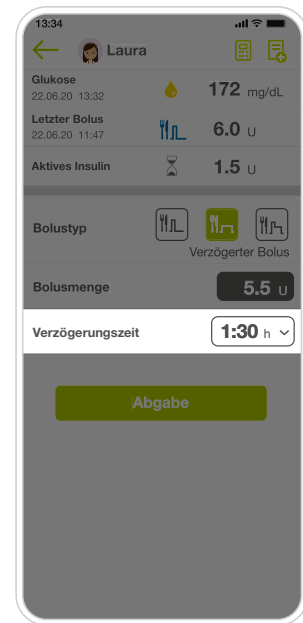 13:34
Laura
Glukose
22.06.20 13:32
172 mg/dL
Letzter Bolus
22.06.20 11:47
6.0 U
Aktives Insulin
1.5 U
Bolustyp
Verzögerter Bolus
Bolusmenge
5.5 U
Verzögerungszeit
1:30 h
Abgabe